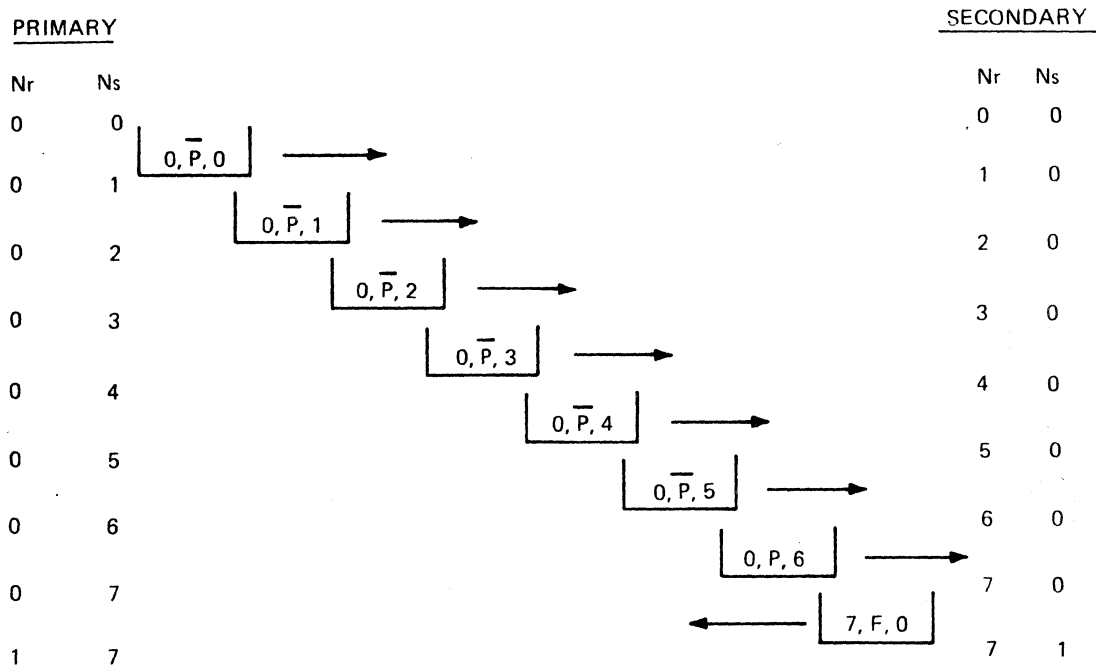 PRIMARY SECONDARY
Nr Ns Nr Ns
0 0 0 0
0, P̅, 0
0 1 1 0
0, P̅, 1
0 2 2 0
0, P̅, 2
0 3 3 0
0, P̅, 3
0 4 4 0
0, P̅, 4
0 5 5 0
0, P̅, 5
0 6 6 0
0, P, 6
0 7 7 0
7, F, 0
1 7 7 1